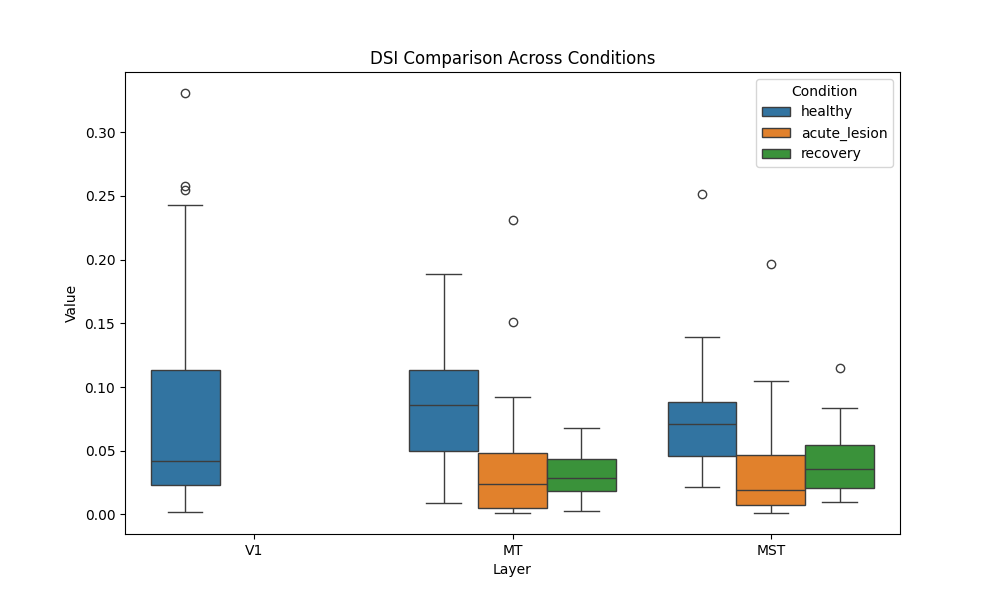 DSI Comparison Across Conditions
Condition
healthy
acute_lesion
recovery
Value
0.30
0.25
0.20
0.15
0.10
0.05
0.00
V1 MT MST
Layer